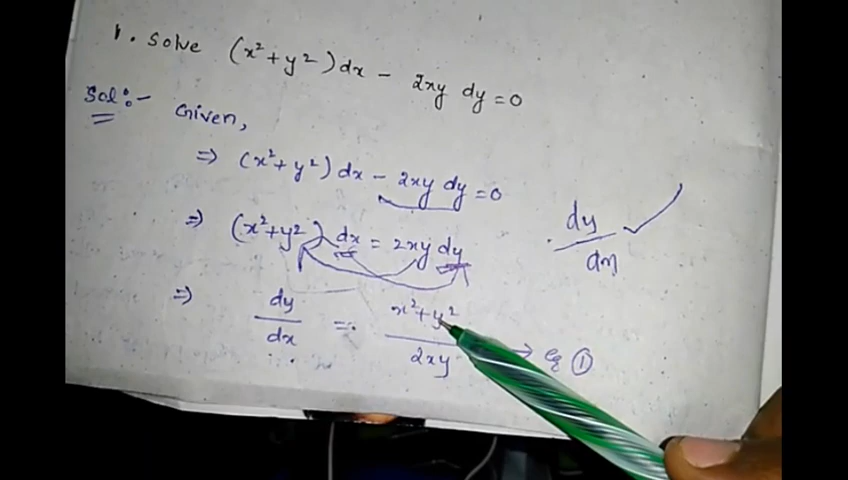 1. Solve (x² + y²)dx − 2xy dy = 0
Sol:-
Given,
⇒ (x² + y²) dx − 2xy dy = 0
⇒ (x² + y²) dx = 2xy dy
dy/dx
⇒ dy/dx = x² + y²/2xy → eq ①